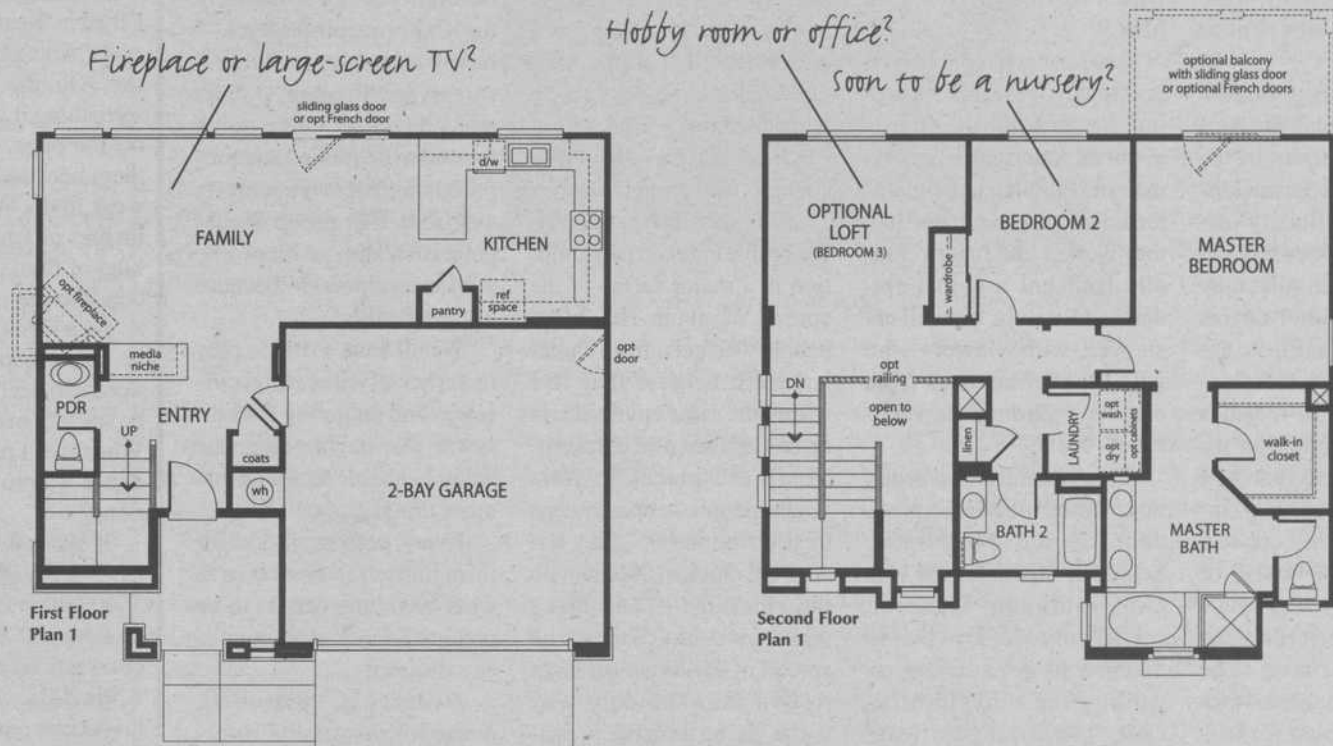 Fireplace or large-screen TV?
Hobby room or office?
Soon to be a nursery?
sliding glass door
or opt French door
d/w
FAMILY
KITCHEN
opt fireplace
pantry
ref
space
media
niche
opt
door
PDR
ENTRY
UP
coats
wh
2-BAY GARAGE
First Floor
Plan 1
optional balcony
with sliding glass door
or optional French doors
OPTIONAL
LOFT
(BEDROOM 3)
BEDROOM 2
MASTER
BEDROOM
wardrobe
opt
railing
DN
open to
below
linen
LAUNDRY
opt
wash
opt
dry
opt cabinets
walk-in
closet
BATH 2
MASTER
BATH
Second Floor
Plan 1